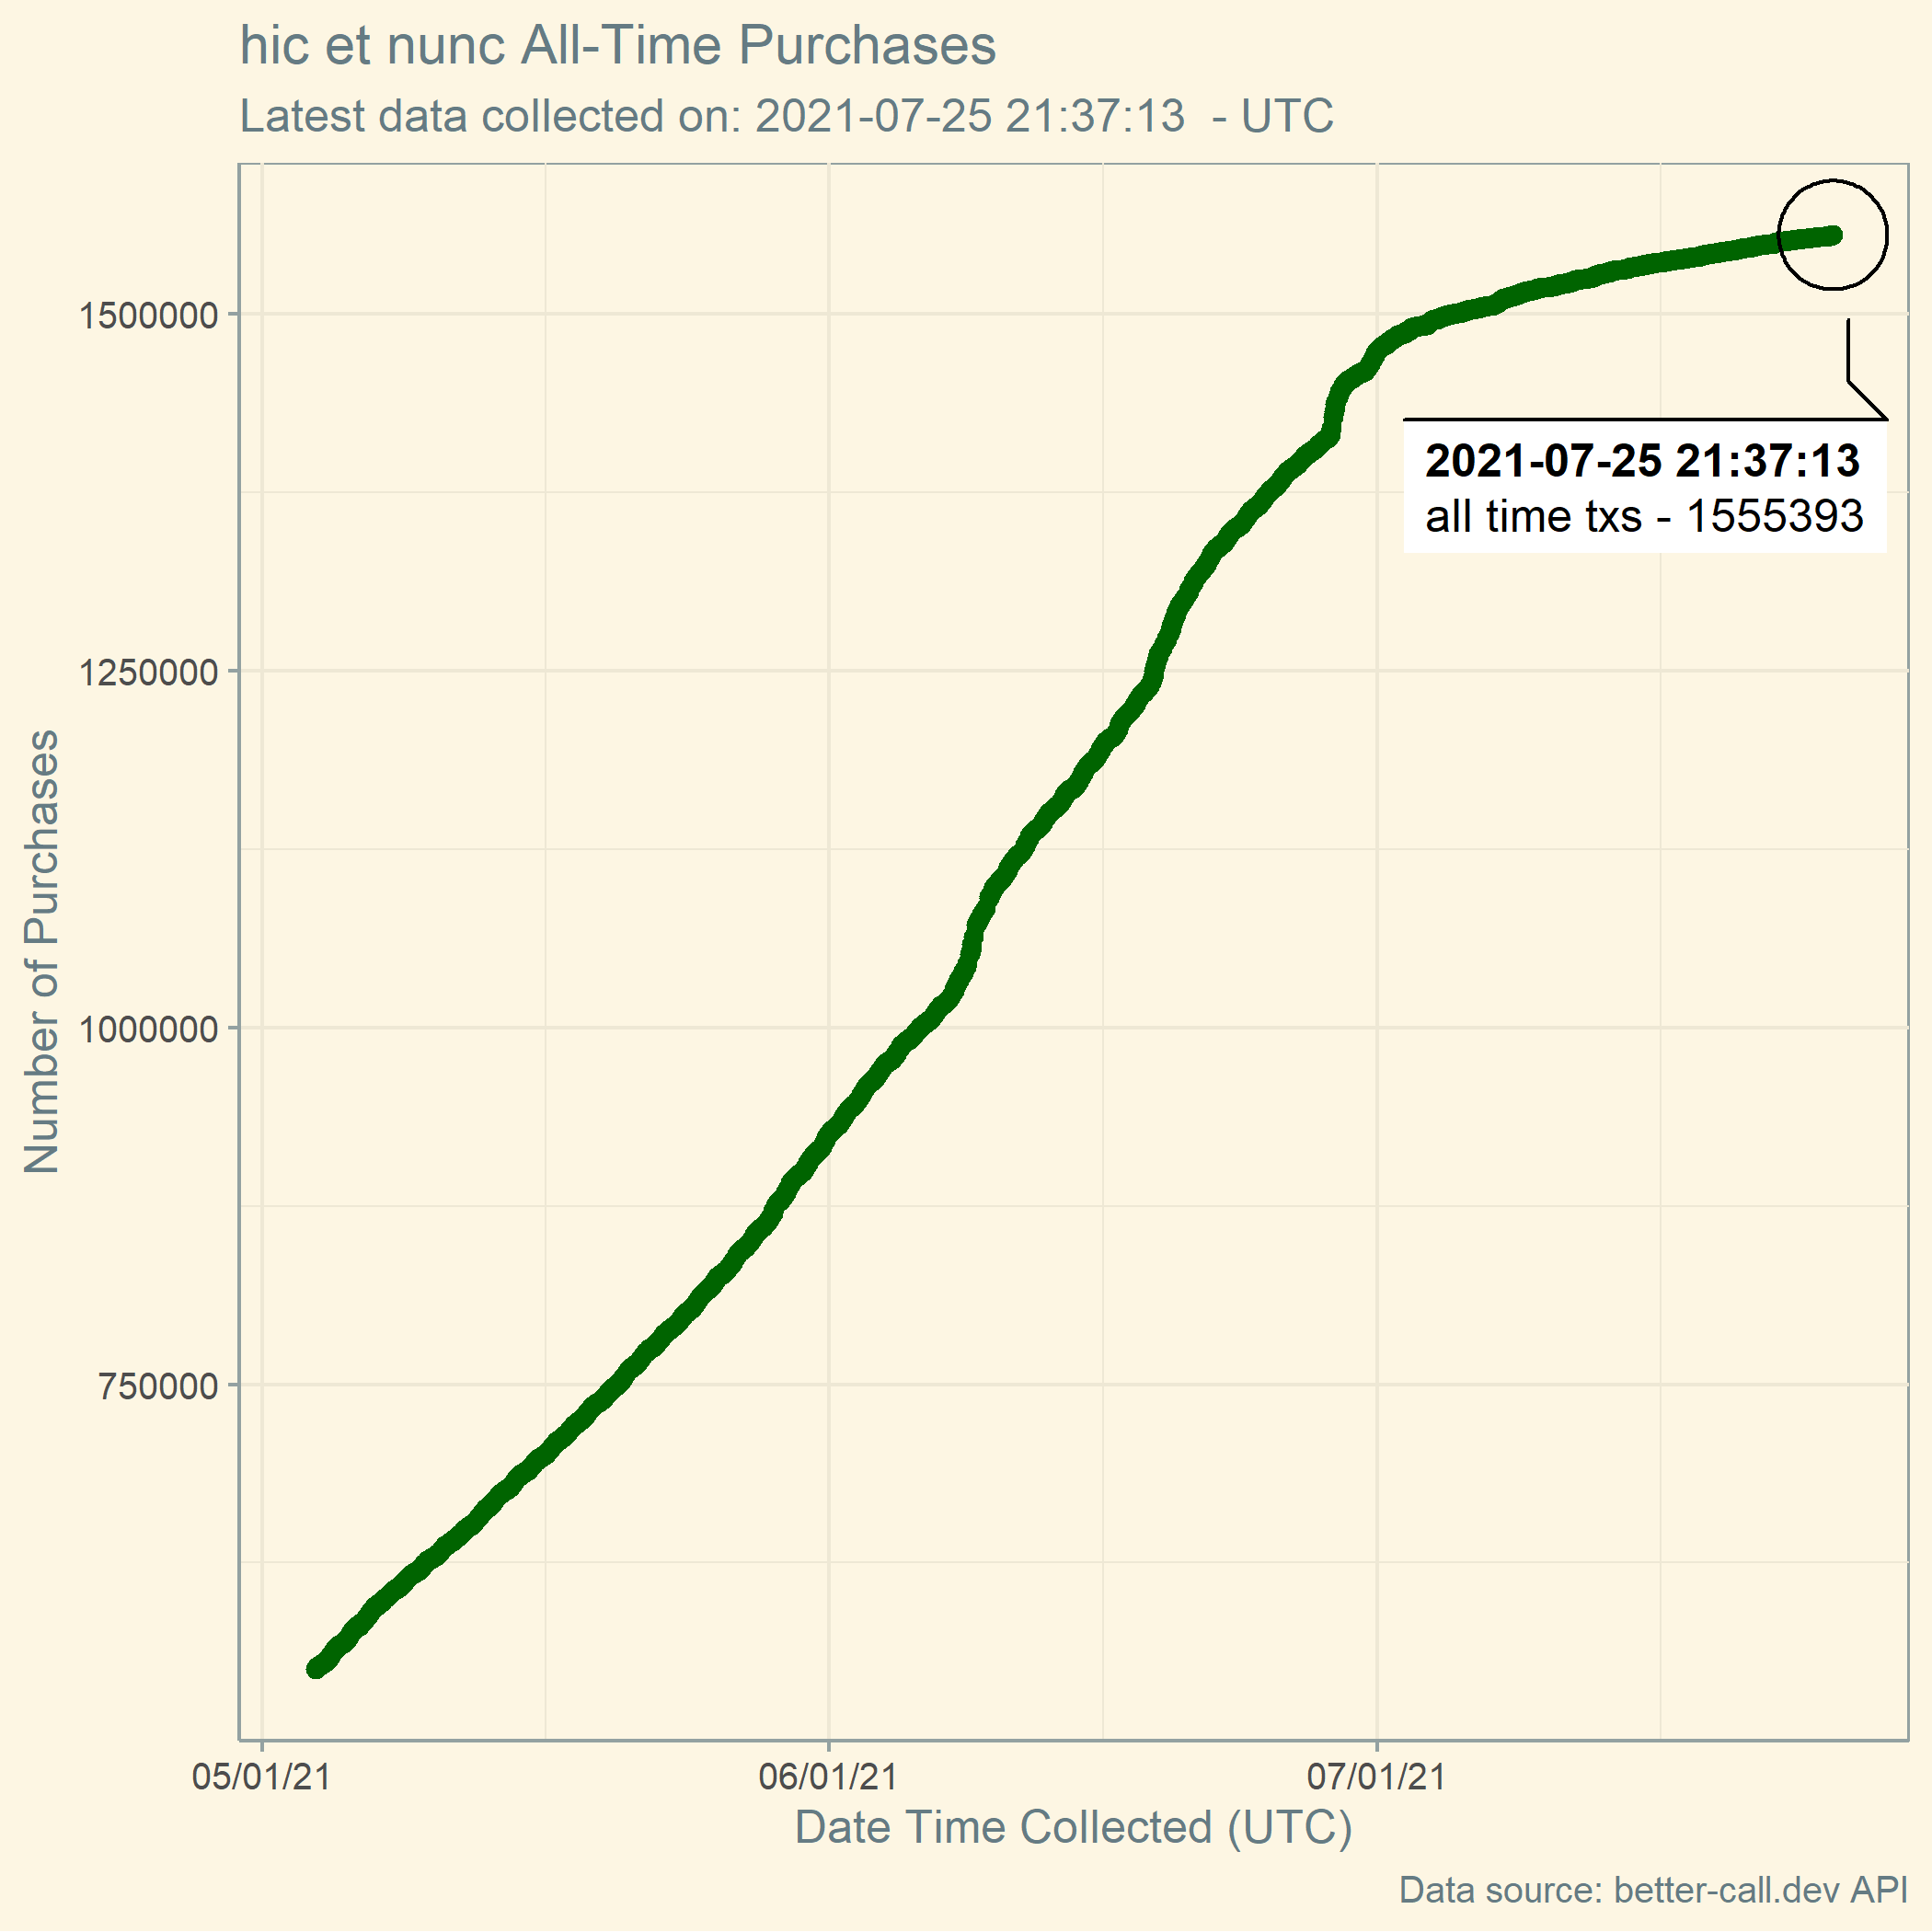 hic et nunc All-Time Purchases
Latest data collected on: 2021-07-25 21:37:13  - UTC
1500000
1250000
1000000
750000
Number of Purchases
2021-07-25 21:37:13
all time txs - 1555393
05/01/21
06/01/21
07/01/21
Date Time Collected (UTC)
Data source: better-call.dev API